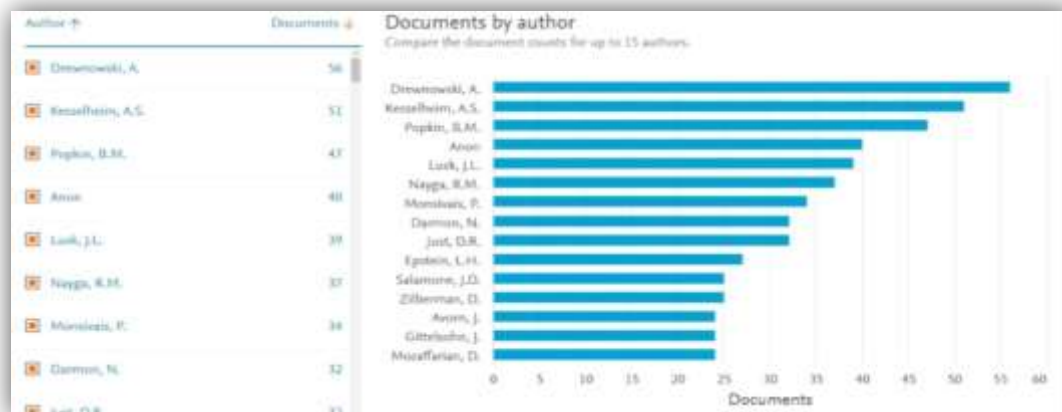 Author Documents
Drewnowski, A. 56
Kesselheim, A.S. 51
Popkin, B.M. 47
Anon 40
Lusk, J.L. 39
Nayga, R.M. 37
Monsivais, P. 34
Darmon, N. 32
Just, D.R. 32
Documents by author
Compare the document counts for up to 15 authors.
Drewnowski, A.
Kesselheim, A.S.
Popkin, B.M.
Anon
Lusk, J.L.
Nayga, R.M.
Monsivais, P.
Darmon, N.
Just, D.R.
Epstein, L.H.
Salamone, J.D.
Zilberman, D.
Avorn, J.
Gittelsohn, J.
Mozaffarian, D.
0 5 10 15 20 25 30 35 40 45 50 55 60
Documents